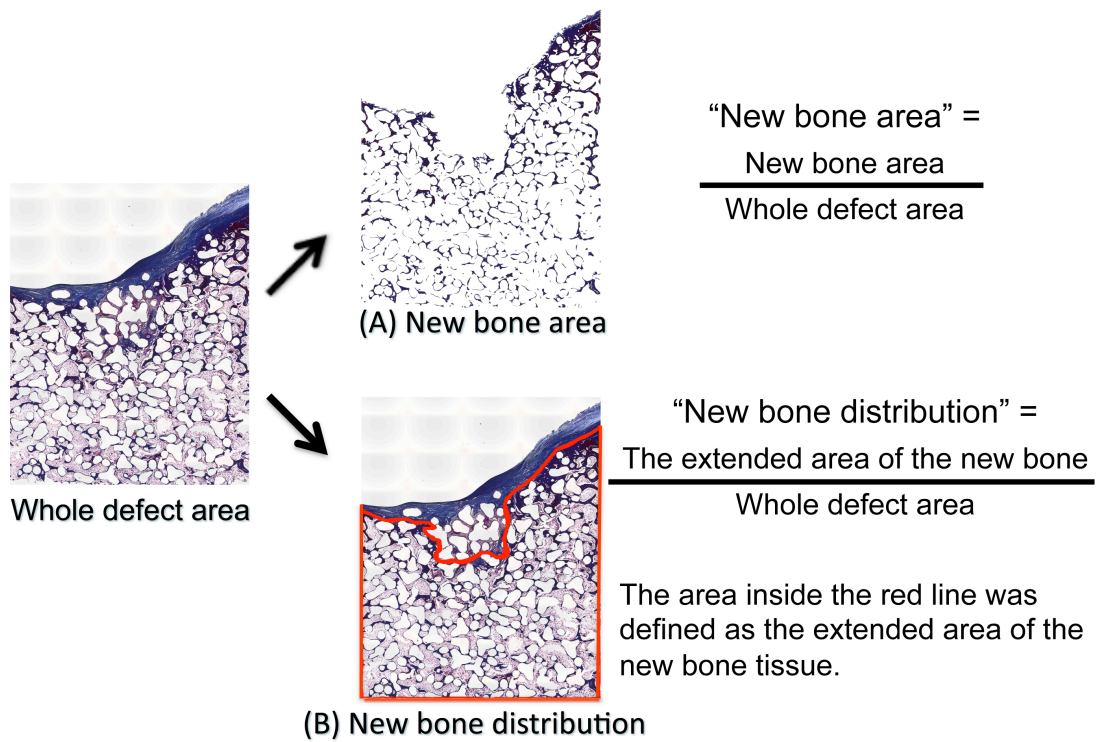 (A) New bone area
“New bone area” =
New bone area
Whole defect area
Whole defect area
(B) New bone distribution
“New bone distribution” =
The extended area of the new bone
Whole defect area
The area inside the red line was
defined as the extended area of the
new bone tissue.